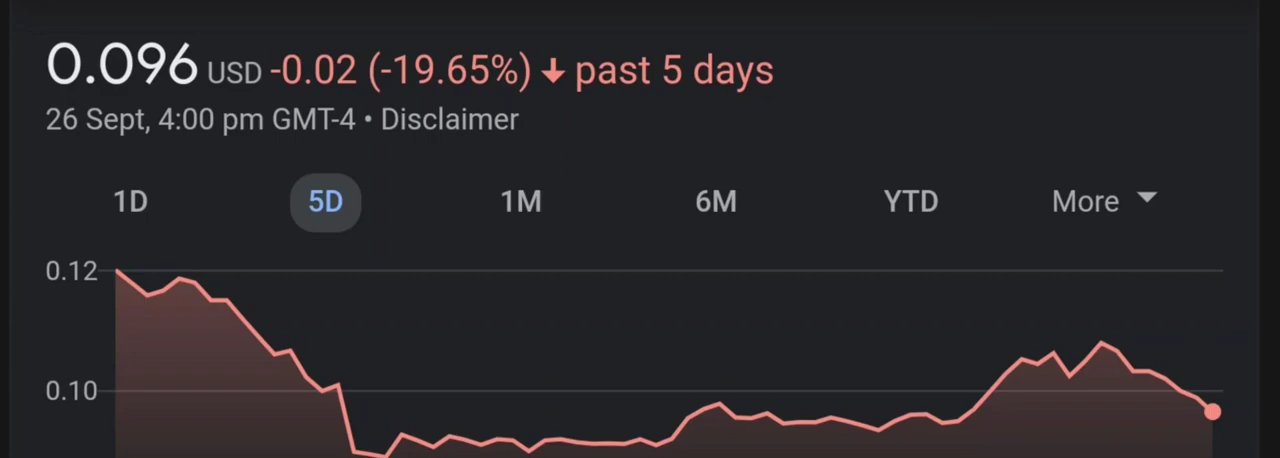 0.096 USD -0.02 (-19.65%) ↓ past 5 days
26 Sept, 4:00 pm GMT-4 • Disclaimer
1D 5D 1M 6M YTD More
0.12
0.10